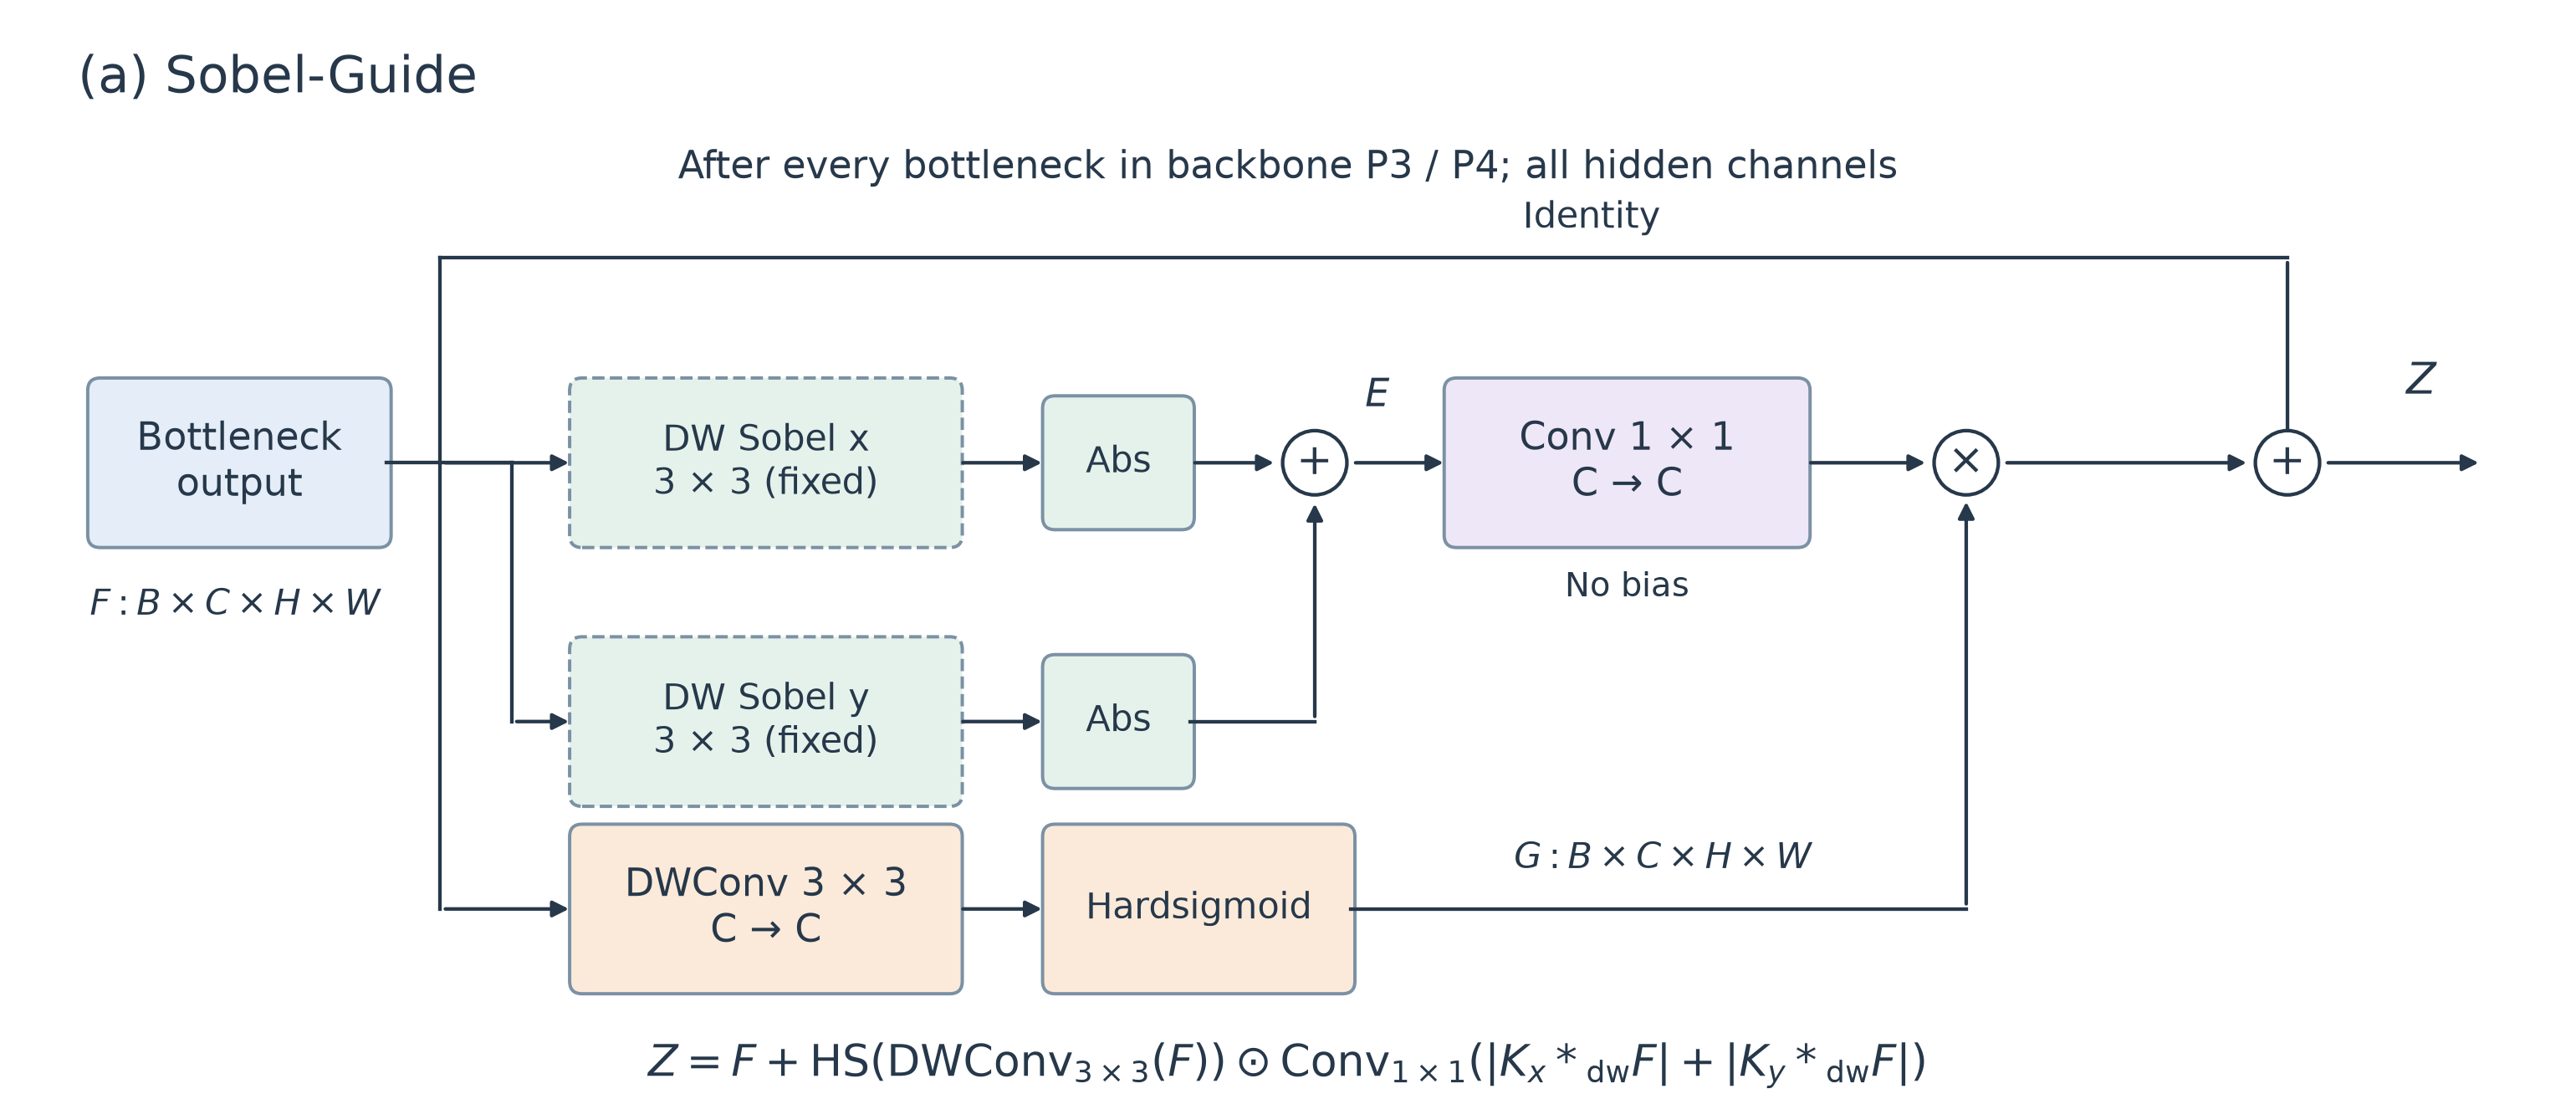 (a) Sobel-Guide
After every bottleneck in backbone P3 / P4; all hidden channels
Identity
Bottleneck
output
F : B × C × H × W
DW Sobel x
3 × 3 (fixed)
Abs
+
E
Conv 1 × 1
C → C
No bias
×
+
Z
DW Sobel y
3 × 3 (fixed)
Abs
DWConv 3 × 3
C → C
Hardsigmoid
G : B × C × H × W
Z = F + HS(DWConv₃ × ₃(F)) ⊙ Conv₁ × ₁(|Kₓ * dw F| + |Ky * dw F|)